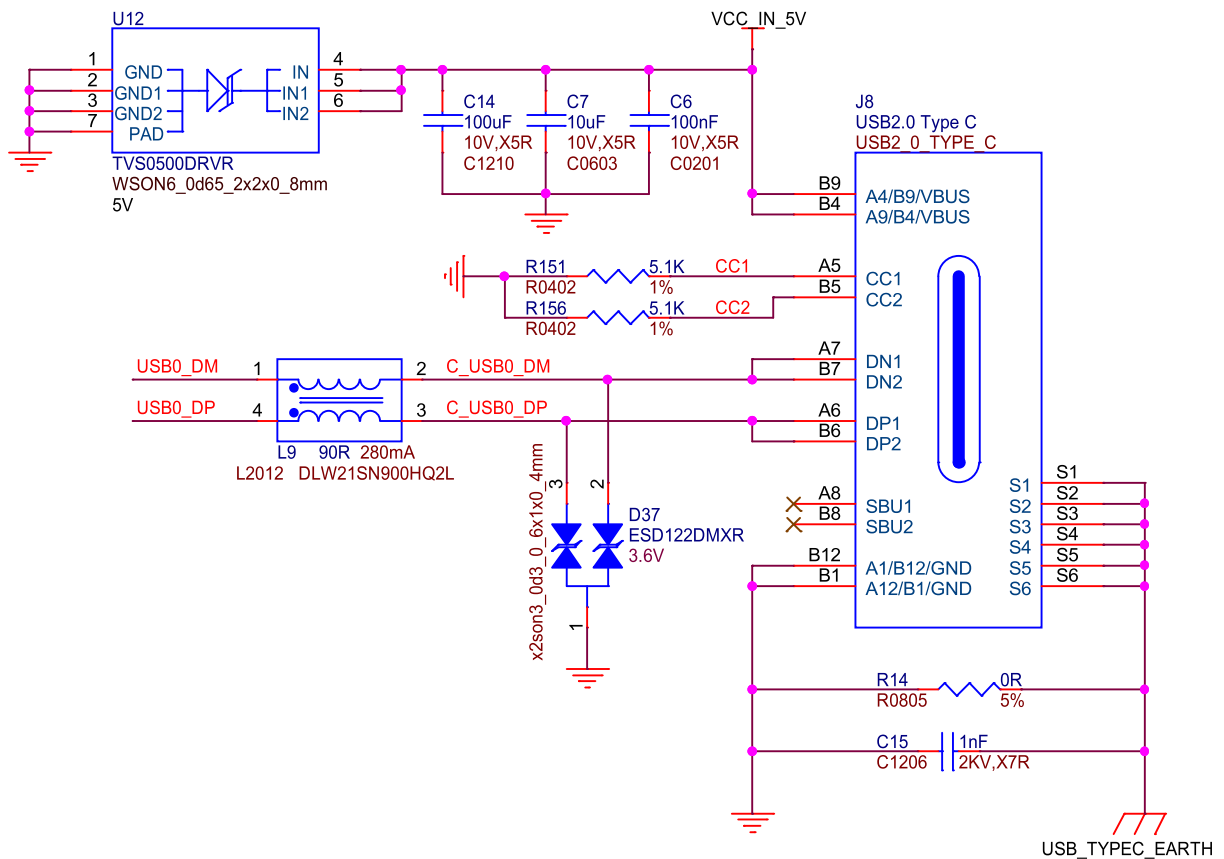 U12
1
2
3
7
GND
GND1
GND2
PAD
IN
IN1
IN2
4
5
6
TVS0500DRVR
WSON6_0d65_2x2x0_8mm
5V
VCC_IN_5V
C14
100uF
10V,X5R
C1210
C7
10uF
10V,X5R
C0603
C6
100nF
10V,X5R
C0201
J8
USB2.0 Type C
USB2_0_TYPE_C
B9
B4
A4/B9/VBUS
A9/B4/VBUS
R151
5.1K
CC1
R0402
1%
R156
5.1K
CC2
R0402
1%
A5
B5
CC1
CC2
USB0_DM
1
2
C_USB0_DM
USB0_DP
4
3
C_USB0_DP
L9 90R 280mA
L2012 DLW21SN900HQ2L
A7
B7
DN1
DN2
A6
B6
DP1
DP2
x2son3_0d3_0_6x1x0_4mm
3
2
1
D37
ESD122DMXR
3.6V
A8
B8
SBU1
SBU2
B12
B1
A1/B12/GND
A12/B1/GND
S1
S2
S3
S4
S5
S6
S1
S2
S3
S4
S5
S6
R14
0R
R0805
5%
C15
1nF
C1206
2KV,X7R
USB_TYPEC_EARTH